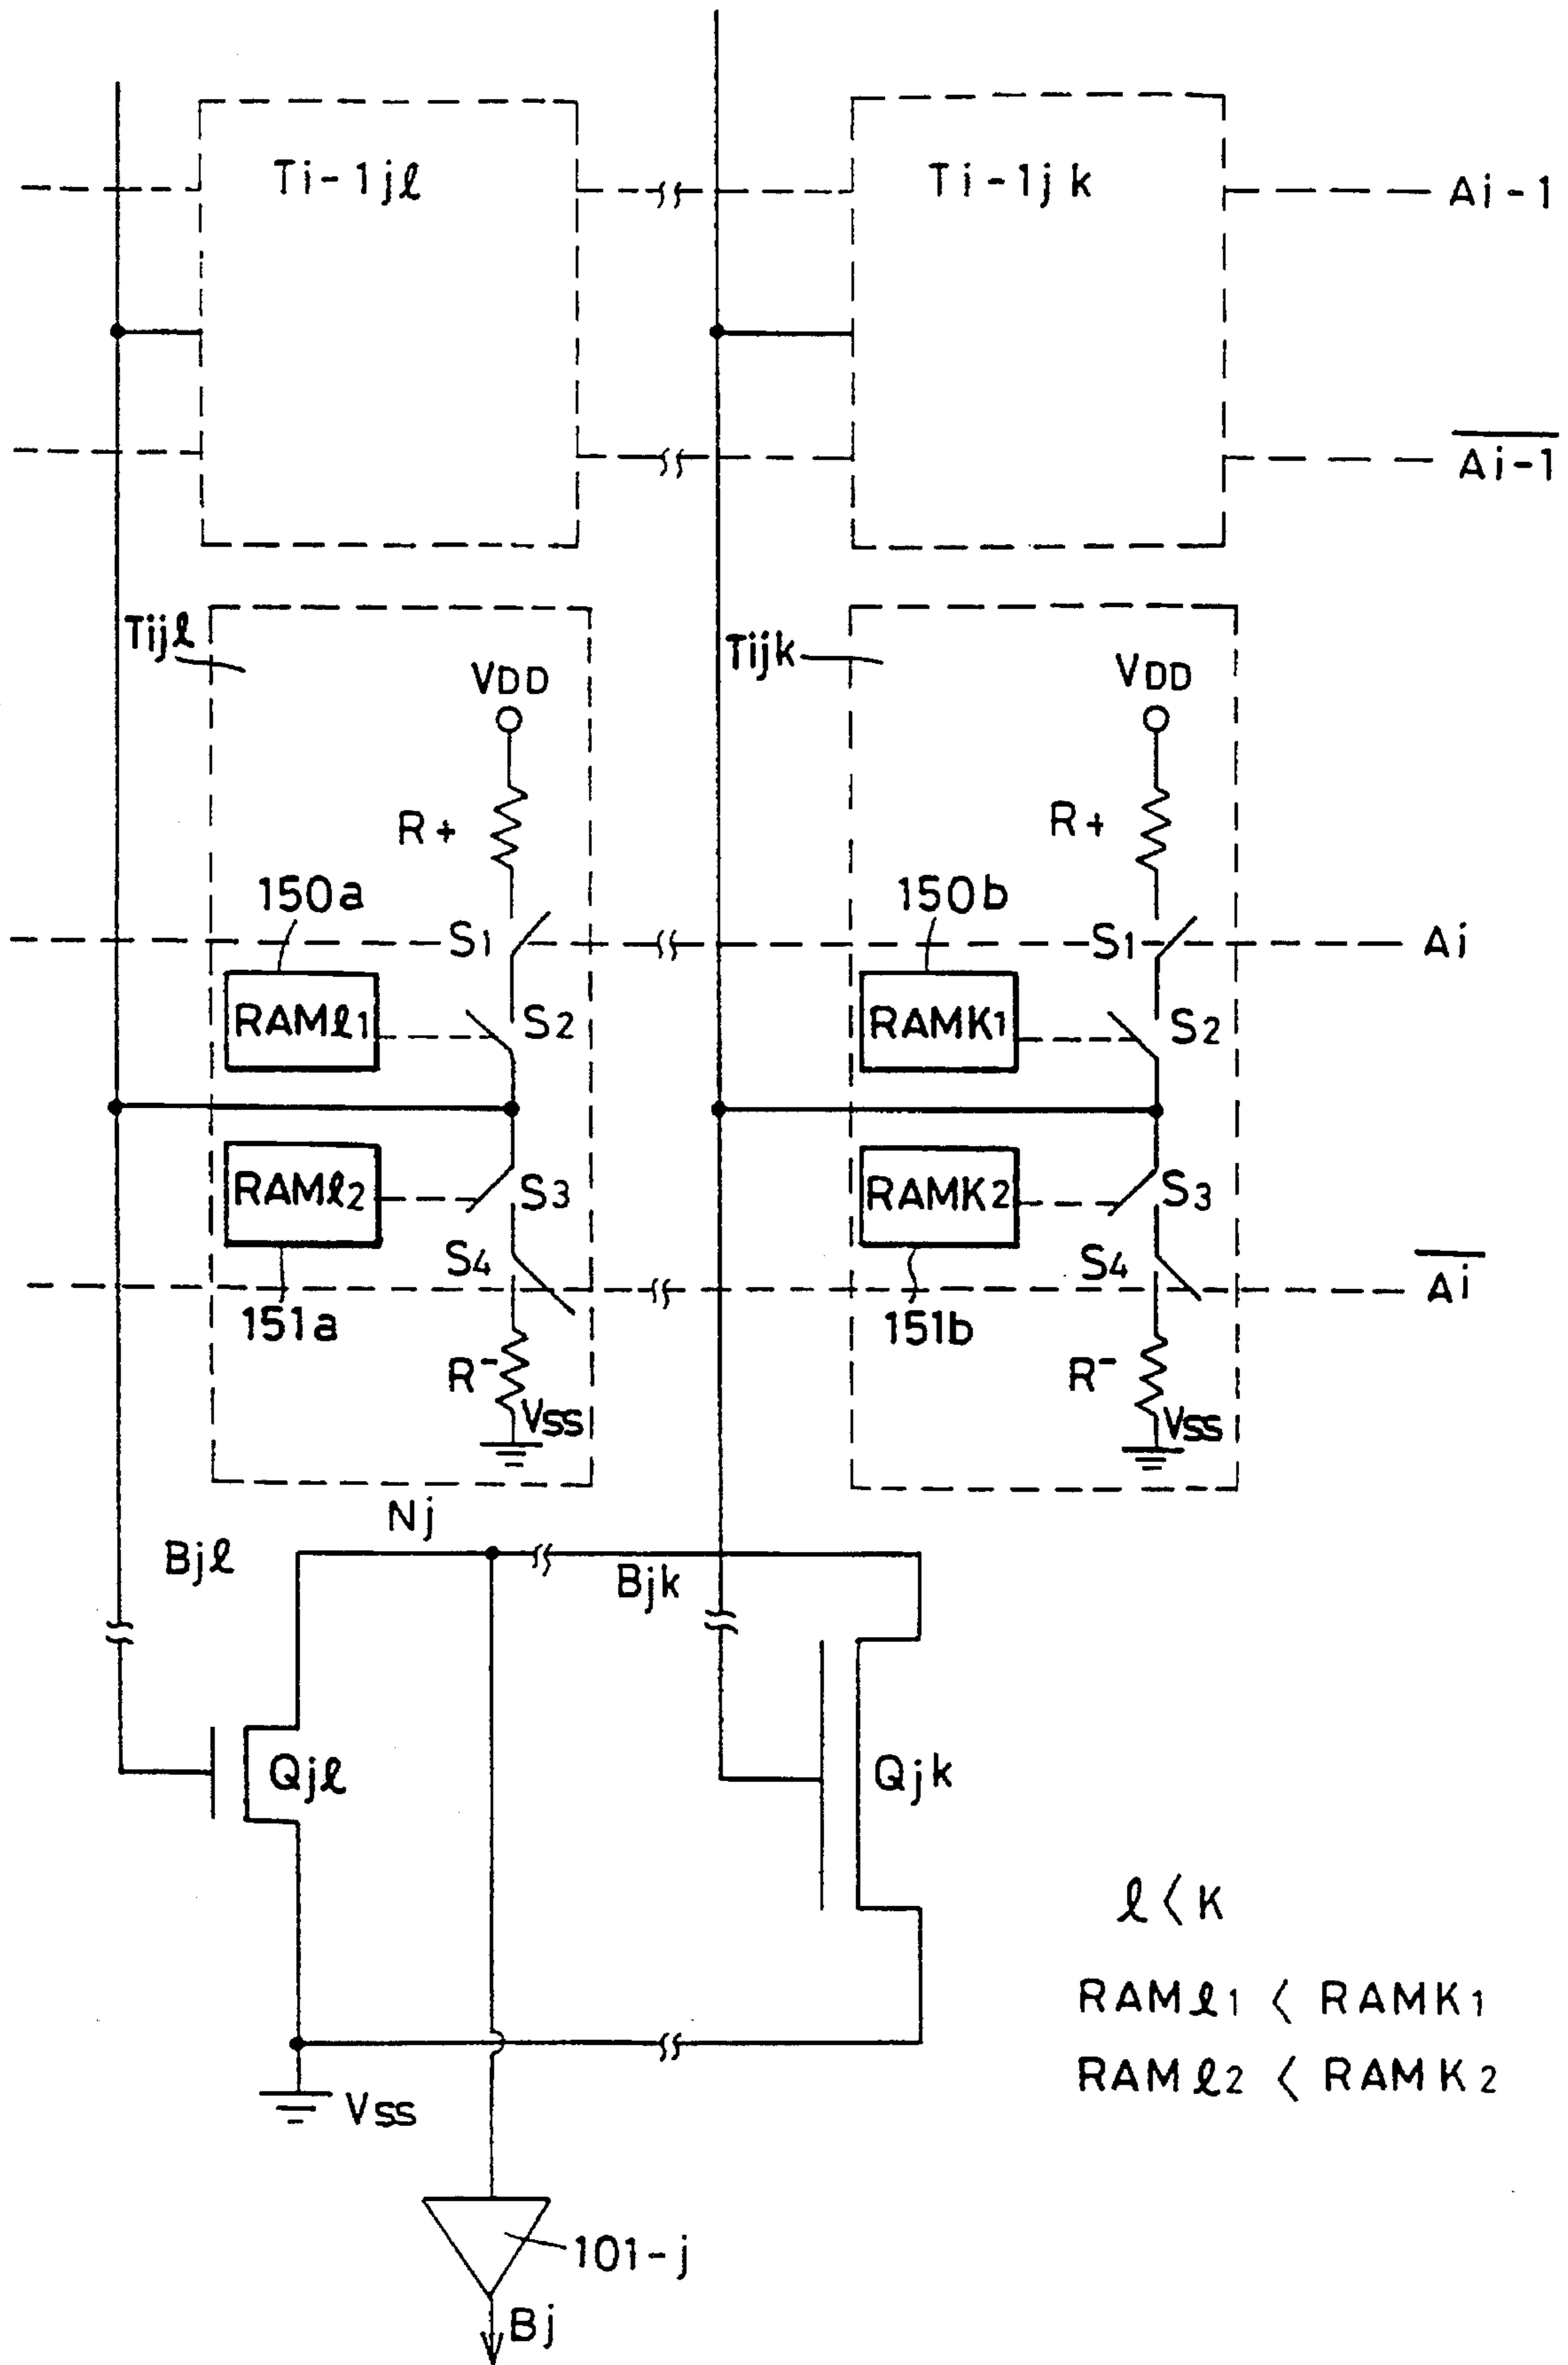 Ti-1jℓ
Ti-1jk
Ai-1
A̅i̅-̅1̅
Tijℓ
Tijk
VDD
VDD
R+
R+
150a
150b
S1
S1
Ai
RAMℓ1
S2
RAMK1
S2
RAMℓ2
S3
RAMK2
S3
S4
S4
A̅i̅
151a
151b
R-
R-
VSS
VSS
Nj
Bjℓ
Bjk
Qjℓ
Qjk
ℓ < K
RAMℓ1 < RAMK1
RAMℓ2 < RAMK2
VSS
101-j
Bj